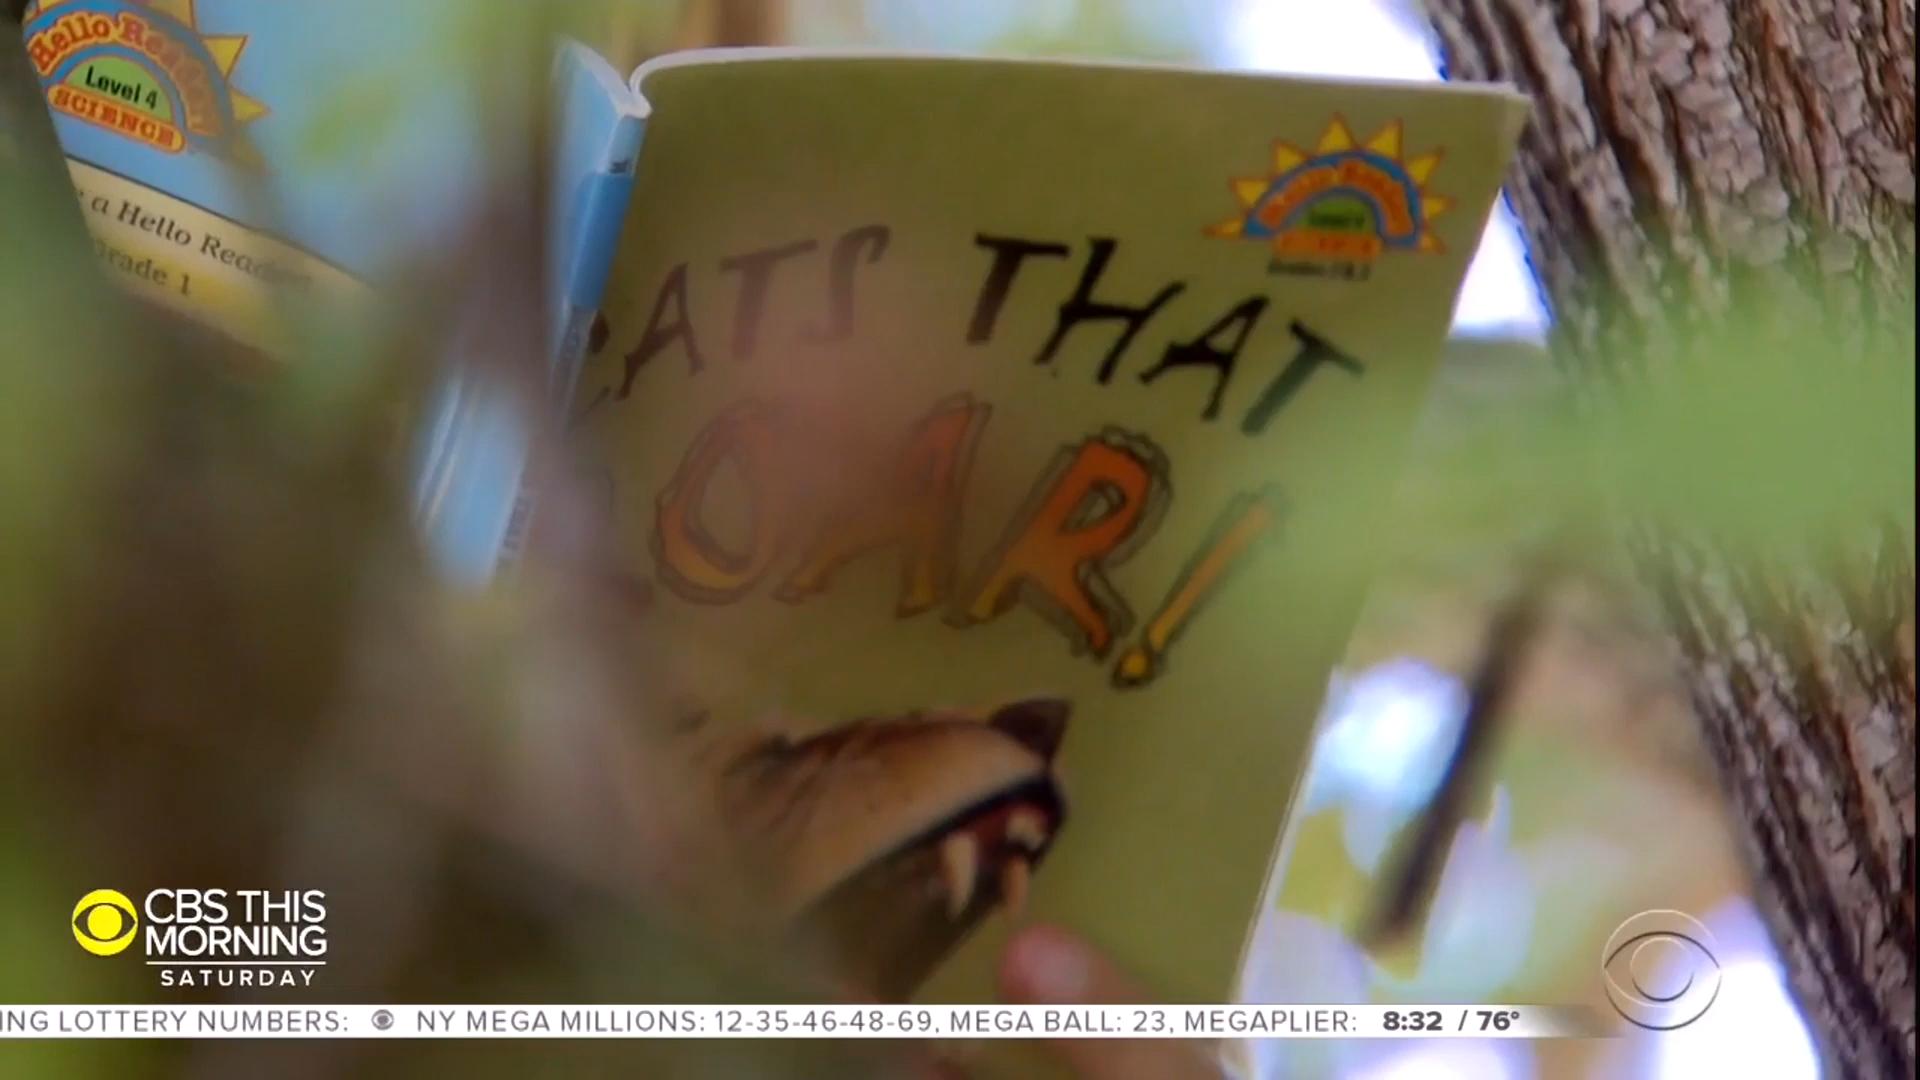 Hello Reader
Level 4
SCIENCE
a Hello Reader
Grade 1
CATS THAT
ROAR!
CBS THIS
MORNING
SATURDAY
ING LOTTERY NUMBERS: NY MEGA MILLIONS: 12-35-46-48-69, MEGA BALL: 23, MEGAPLIER: 8:32 / 76°